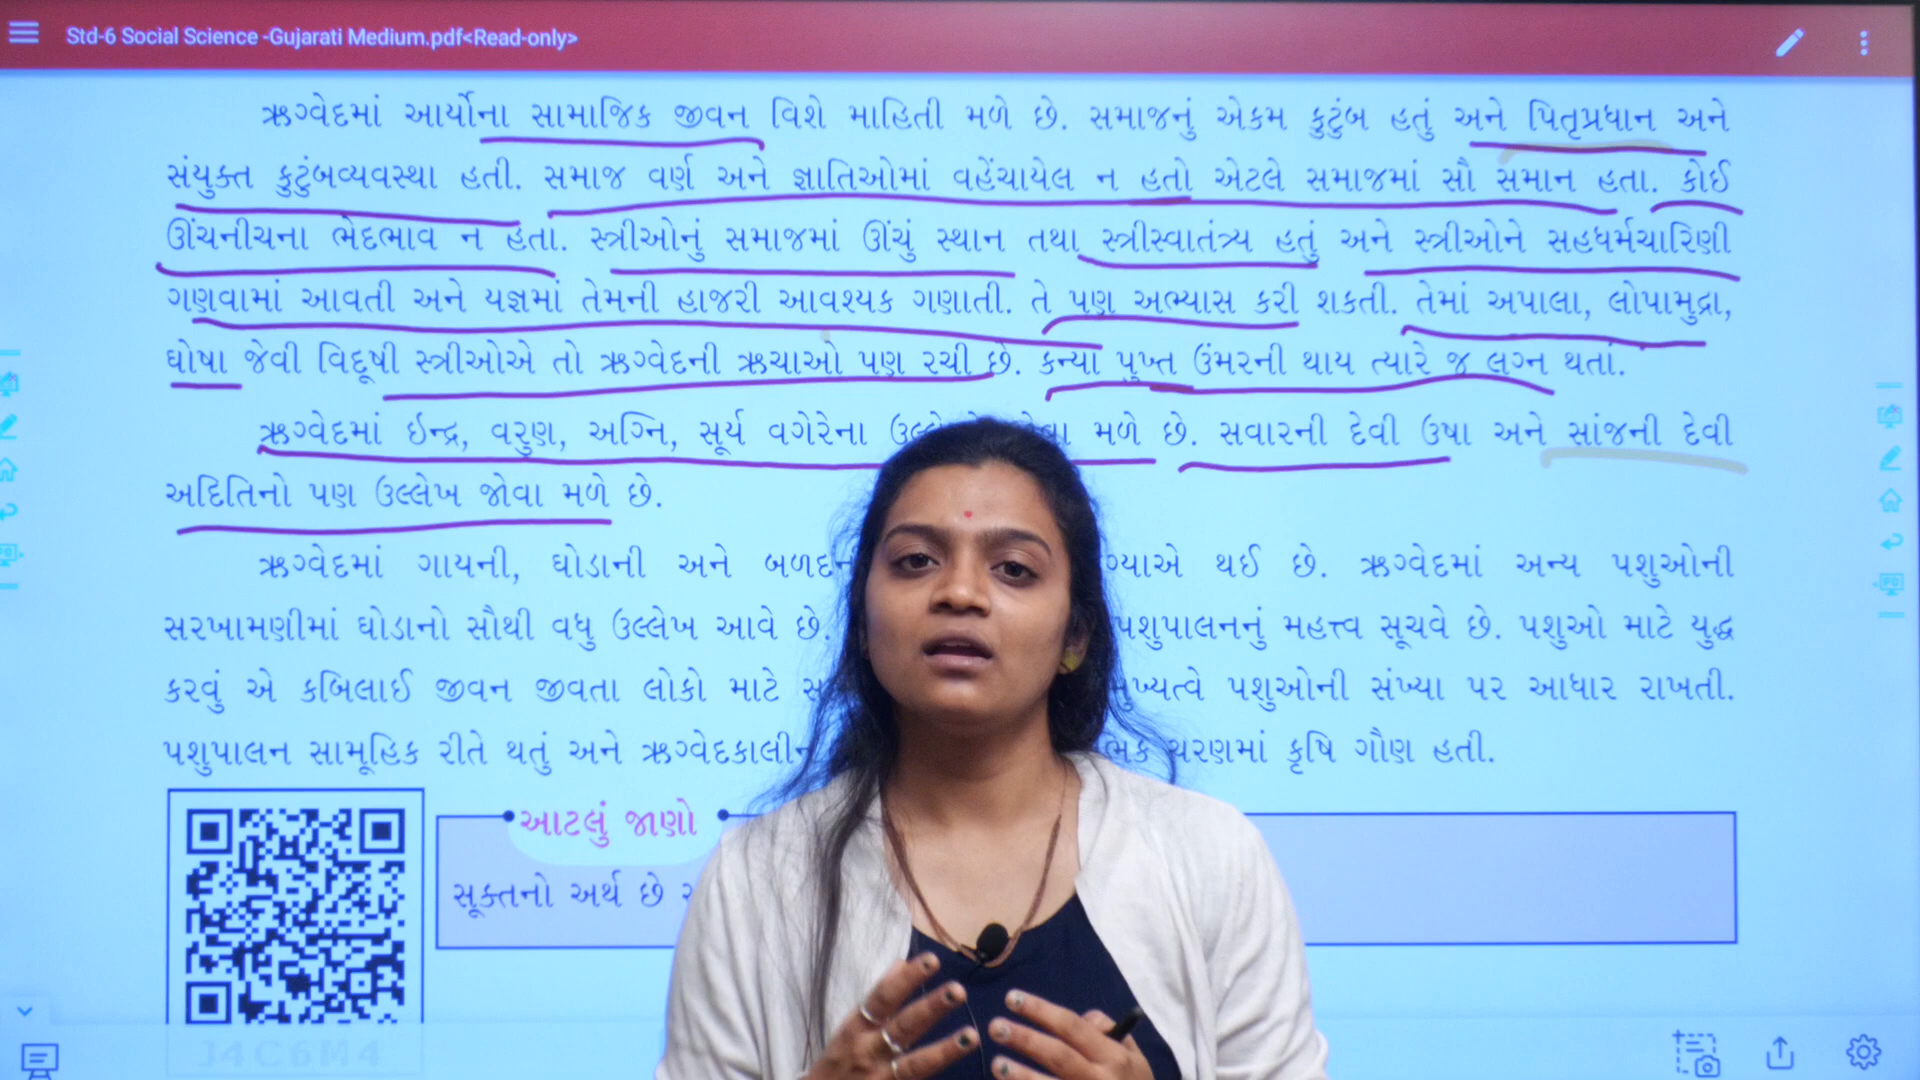 Std-6 Social Science -Gujarati Medium.pdf<Read-only>
ઋગ્વેદમાં આર્યોના સામાજિક જીવન વિશે માહિતી મળે છે. સમાજનું એકમ કુટુંબ હતું અને પિતૃપ્રધાન અને
સંયુક્ત કુટુંબવ્યવસ્થા હતી. સમાજ વર્ણ અને જ્ઞાતિઓમાં વહેંચાયેલ ન હતો એટલે સમાજમાં સૌ સમાન હતા. કોઈ
ઊંચનીચના ભેદભાવ ન હતા. સ્ત્રીઓનું સમાજમાં ઊંચું સ્થાન તથા સ્ત્રીસ્વાતંત્ર્ય હતું અને સ્ત્રીઓને સહધર્મચારિણી
ગણવામાં આવતી અને યજ્ઞમાં તેમની હાજરી આવશ્યક ગણાતી. તે પણ અભ્યાસ કરી શકતી. તેમાં અપાલા, લોપામુદ્રા,
ઘોષા જેવી વિદૂષી સ્ત્રીઓએ તો ઋગ્વેદની ઋચાઓ પણ રચી છે. કન્યા પુખ્ત ઉંમરની થાય ત્યારે જ લગ્ન થતાં.
ઋગ્વેદમાં ઇન્દ્ર, વરુણ, અગ્નિ, સૂર્ય વગેરેના મળે છે. સવારની દેવી ઉષા અને સાંજની દેવી
અદિતિનો પણ ઉલ્લેખ જોવા મળે છે.
ઋગ્વેદમાં ગાયની, ઘોડાની અને થઈ છે. ઋગ્વેદમાં અન્ય પશુઓની
સરખામણીમાં ઘોડાનો સૌથી વધુ ઉલ્લેખ આવે છે. પશુપાલનનું મહત્ત્વ સૂચવે છે. પશુઓ માટે યુદ્ધ
કરવું એ કબિલાઈ જીવન જીવતા લોકો માટે પશુઓની સંખ્યા પર આધાર રાખતી.
પશુપાલન સામૂહિક રીતે થતું અને ચરણમાં કૃષિ ગૌણ હતી.
આટલું જાણો
સૂક્તનો અર્થ છે
J4C6M4